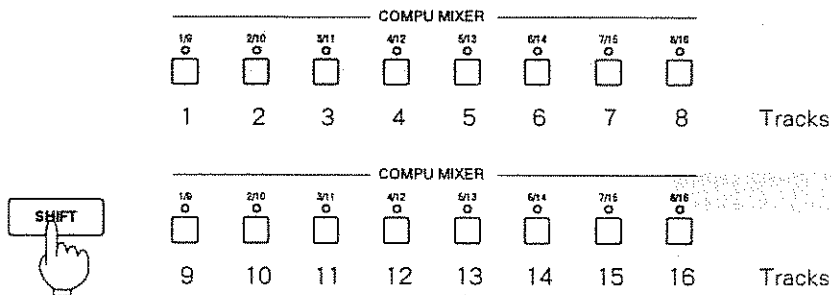 COMPU MIXER
1/9 2/10 3/11 4/12 5/13 6/14 7/15 8/16
1 2 3 4 5 6 7 8 Tracks
COMPU MIXER
1/9 2/10 3/11 4/12 5/13 6/14 7/15 8/16
SHIFT
9 10 11 12 13 14 15 16 Tracks